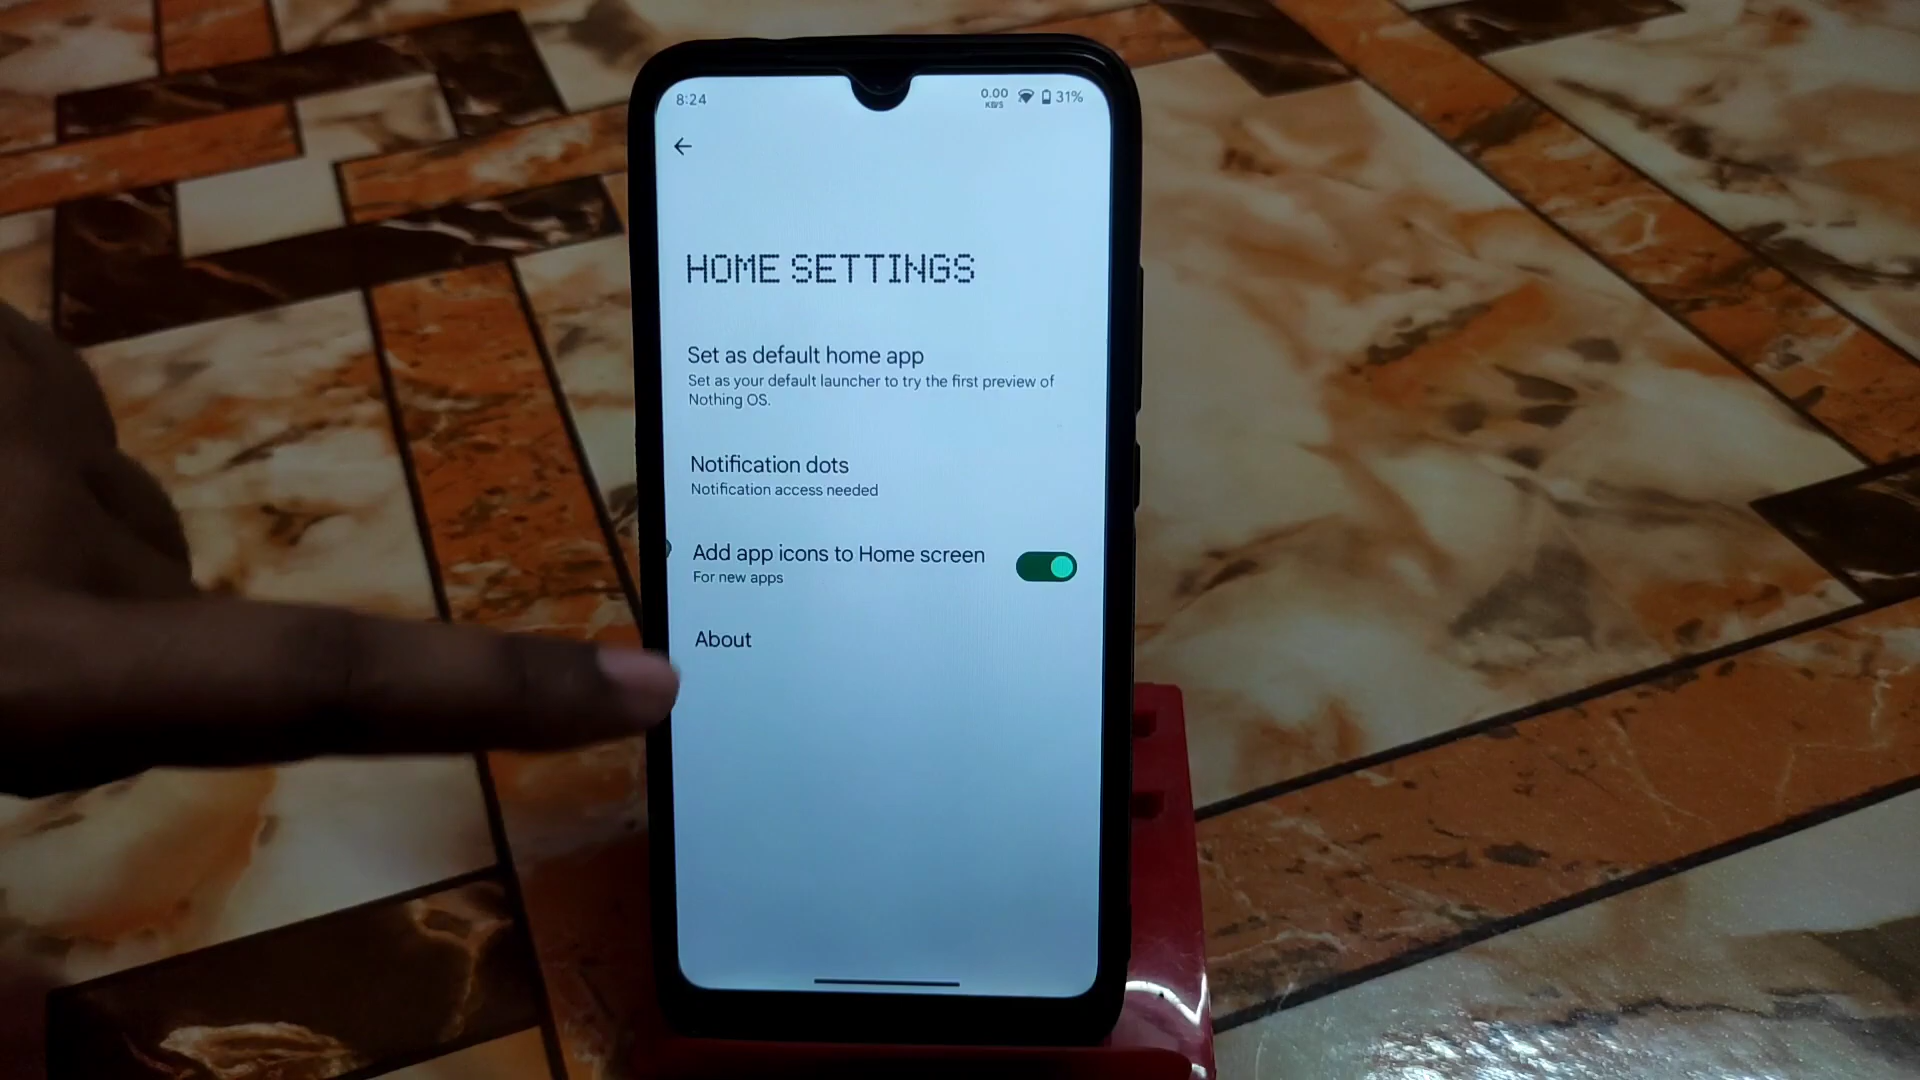 8:24
0.00
KB/S
31%
HOME SETTINGS
Set as default home app
Set as your default launcher to try the first preview of
Nothing OS.
Notification dots
Notification access needed
Add app icons to Home screen
For new apps
About